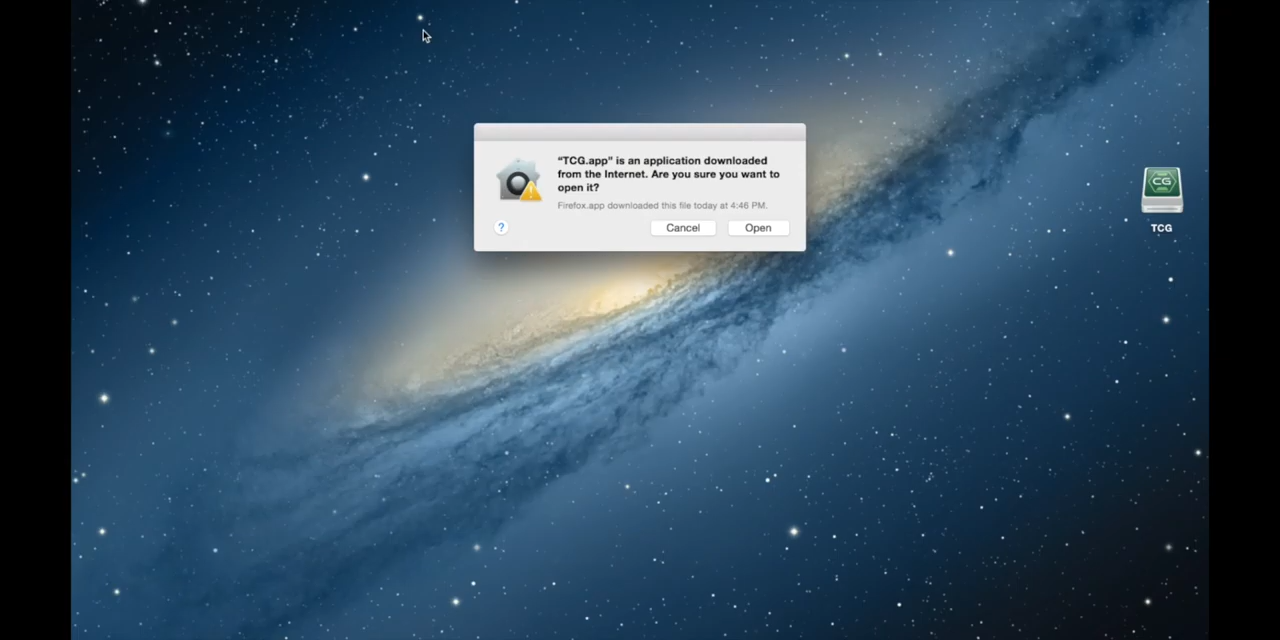 “TCG.app” is an application downloaded
from the Internet. Are you sure you want to
open it?
Firefox.app downloaded this file today at 4:46 PM.
?
Cancel
Open
CG
TCG